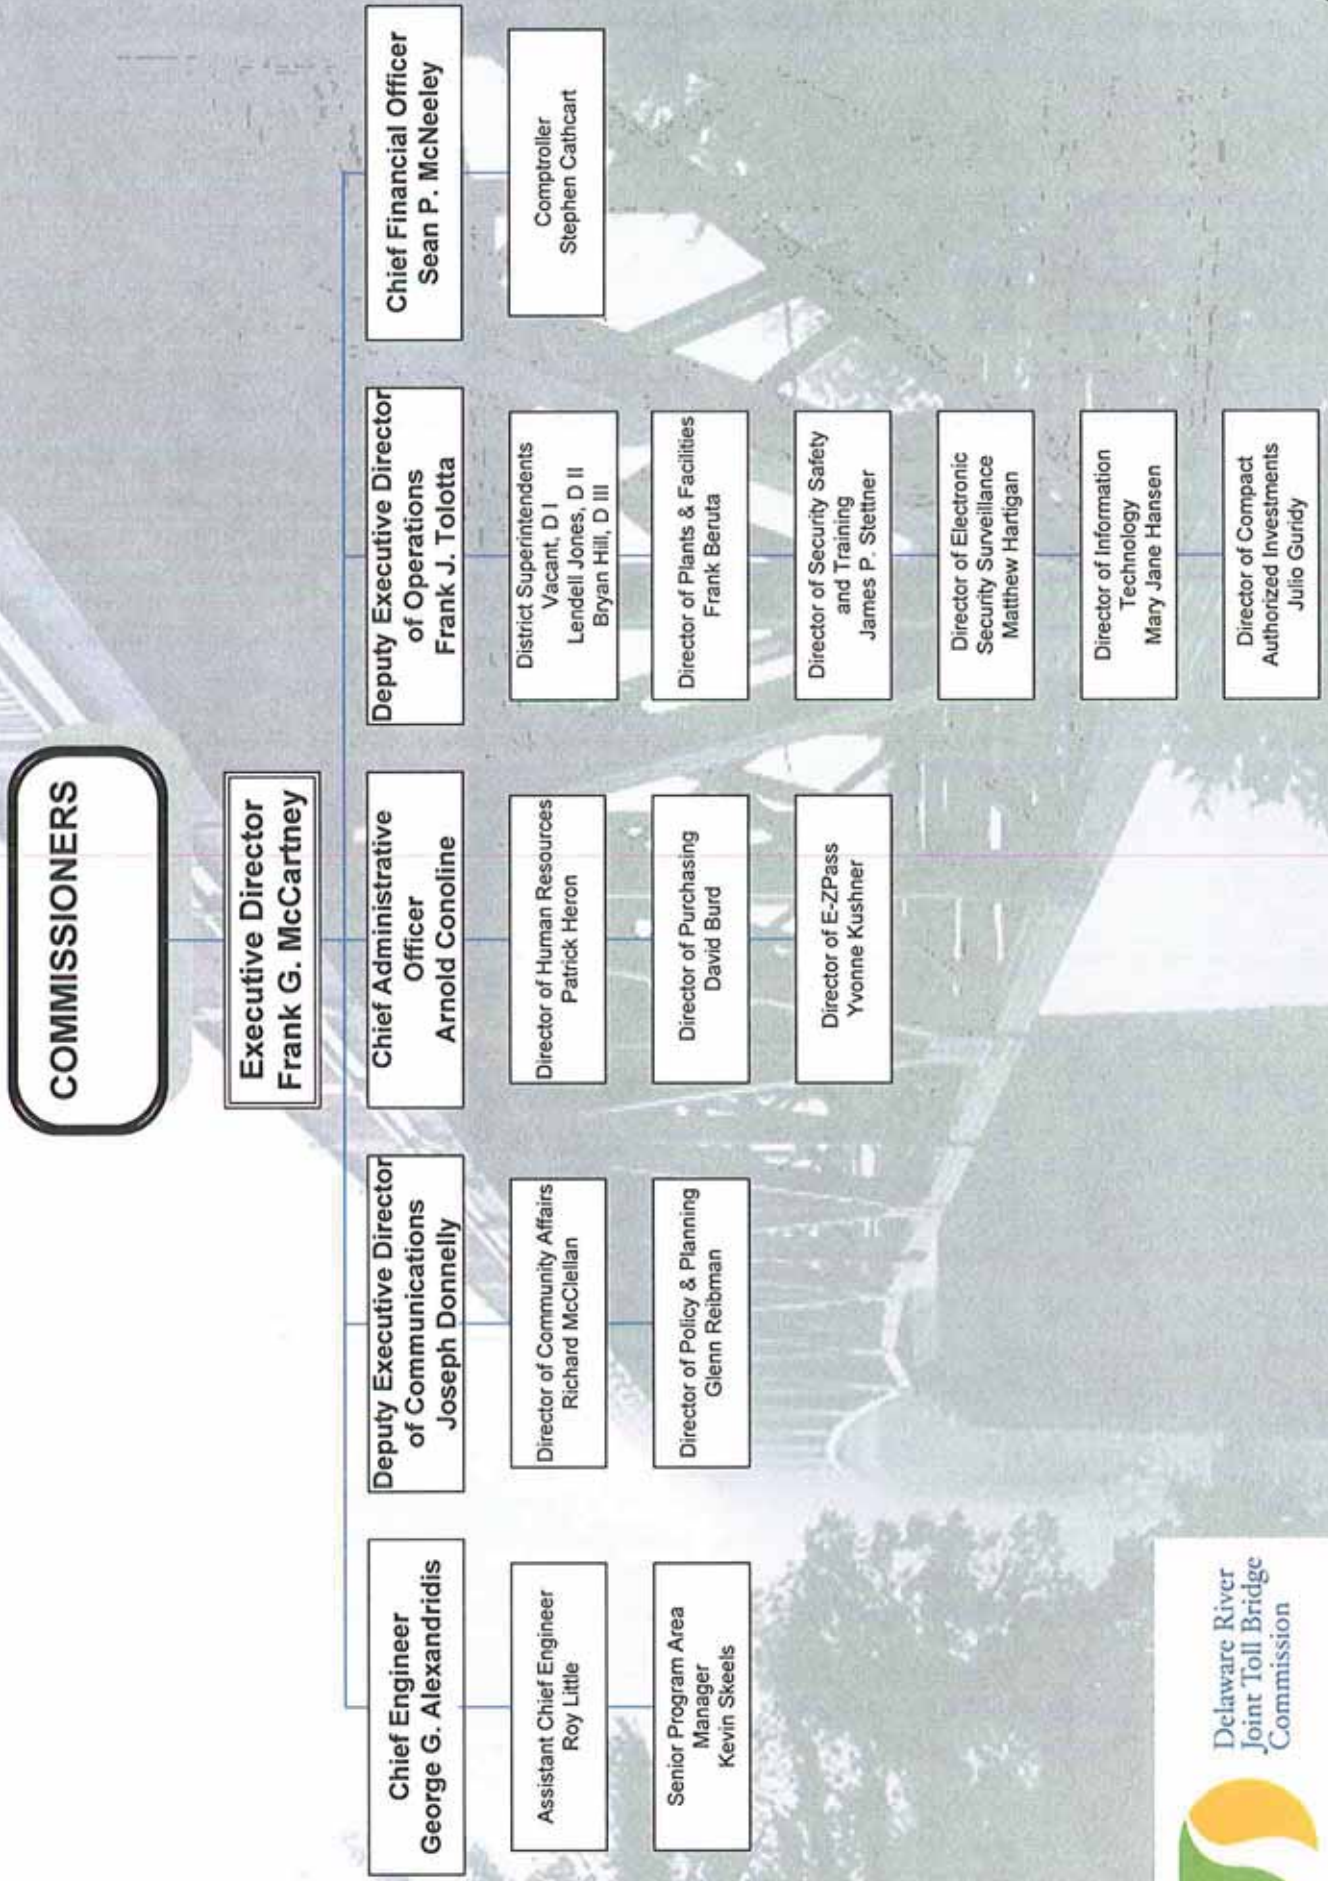 COMMISSIONERS
Executive Director
Frank G. McCartney
Chief Engineer
George G. Alexandridis
Assistant Chief Engineer
Roy Little
Senior Program Area
Manager
Kevin Skeels
Deputy Executive Director
of Communications
Joseph Donnelly
Director of Community Affairs
Richard McClellan
Director of Policy & Planning
Glenn Reibman
Chief Administrative
Officer
Arnold Conoline
Director of Human Resources
Patrick Heron
Director of Purchasing
David Burd
Director of E-ZPass
Yvonne Kushner
Deputy Executive Director
of Operations
Frank J. Tolotta
District Superintendents
Vacant, D I
Lendell Jones, D II
Bryan Hill, D III
Director of Plants & Facilities
Frank Beruta
Director of Security Safety
and Training
James P. Stettner
Director of Electronic
Security Surveillance
Matthew Hartigan
Director of Information
Technology
Mary Jane Hansen
Director of Compact
Authorized Investments
Julio Guridy
Chief Financial Officer
Sean P. McNeeley
Comptroller
Stephen Cathcart
Delaware River
Joint Toll Bridge
Commission